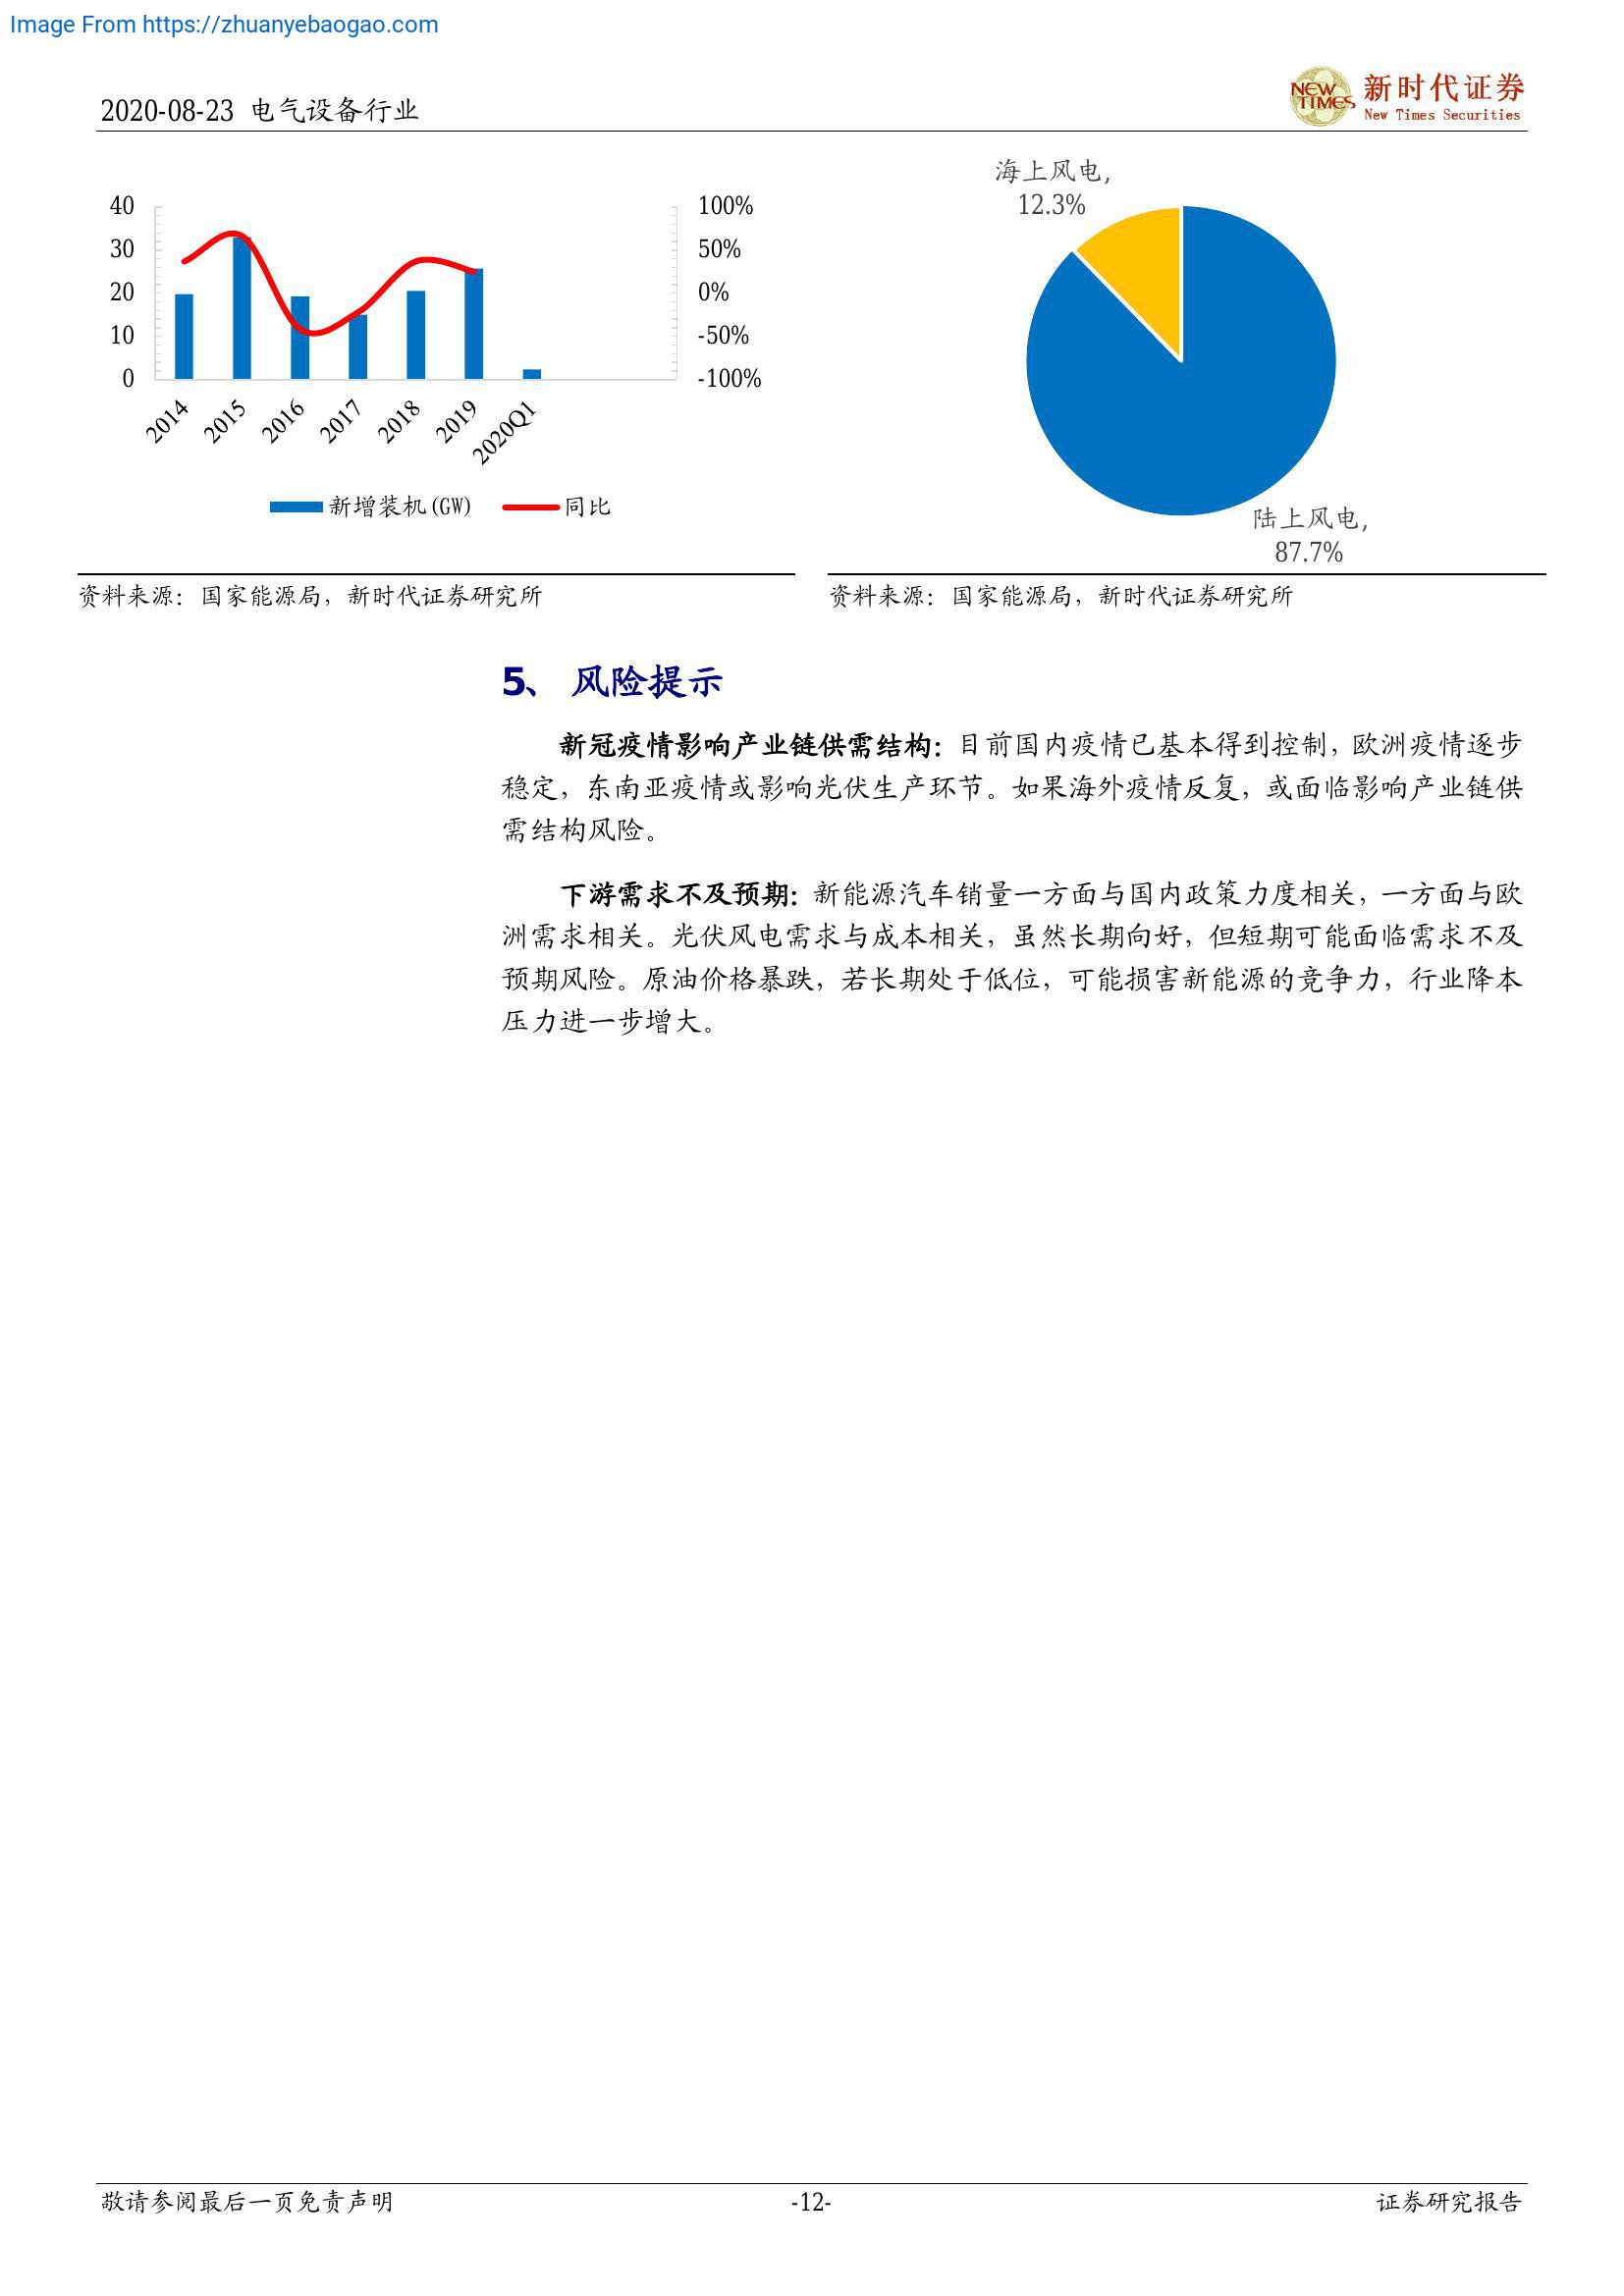 Image From https://zhuanyebaogao.com
2020-08-23 电气设备行业
NEW TIMES
新时代证券
New Times Securities
40
30
20
10
0
100%
50%
0%
-50%
-100%
2014
2015
2016
2017
2018
2019
2020Q1
新增装机(GW)
同比
海上风电,
12.3%
陆上风电,
87.7%
资料来源：国家能源局，新时代证券研究所
资料来源：国家能源局，新时代证券研究所
5、 风险提示
新冠疫情影响产业链供需结构：目前国内疫情已基本得到控制，欧洲疫情逐步
稳定，东南亚疫情或影响光伏生产环节。如果海外疫情反复，或面临影响产业链供
需结构风险。
下游需求不及预期：新能源汽车销量一方面与国内政策力度相关，一方面与欧
洲需求相关。光伏风电需求与成本相关，虽然长期向好，但短期可能面临需求不及
预期风险。原油价格暴跌，若长期处于低位，可能损害新能源的竞争力，行业降本
压力进一步增大。
敬请参阅最后一页免责声明
-12-
证券研究报告